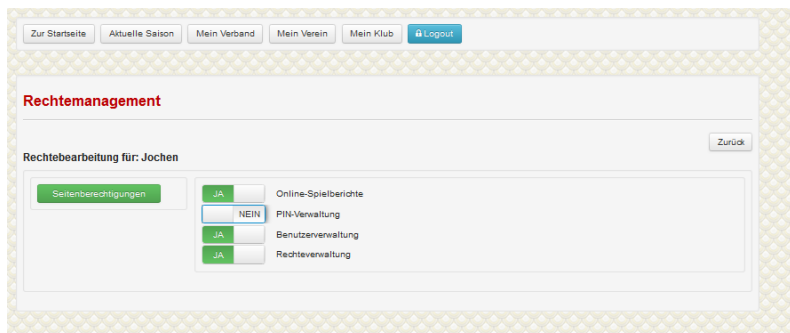 Zur Startseite Aktuelle Saison Mein Verband Mein Verein Mein Klub Logout
Rechtemanagement
Zurück
Rechtebearbeitung für: Jochen
Seitenberechtigungen
JA Online-Spielberichte
NEIN PIN-Verwaltung
JA Benutzerverwaltung
JA Rechteverwaltung